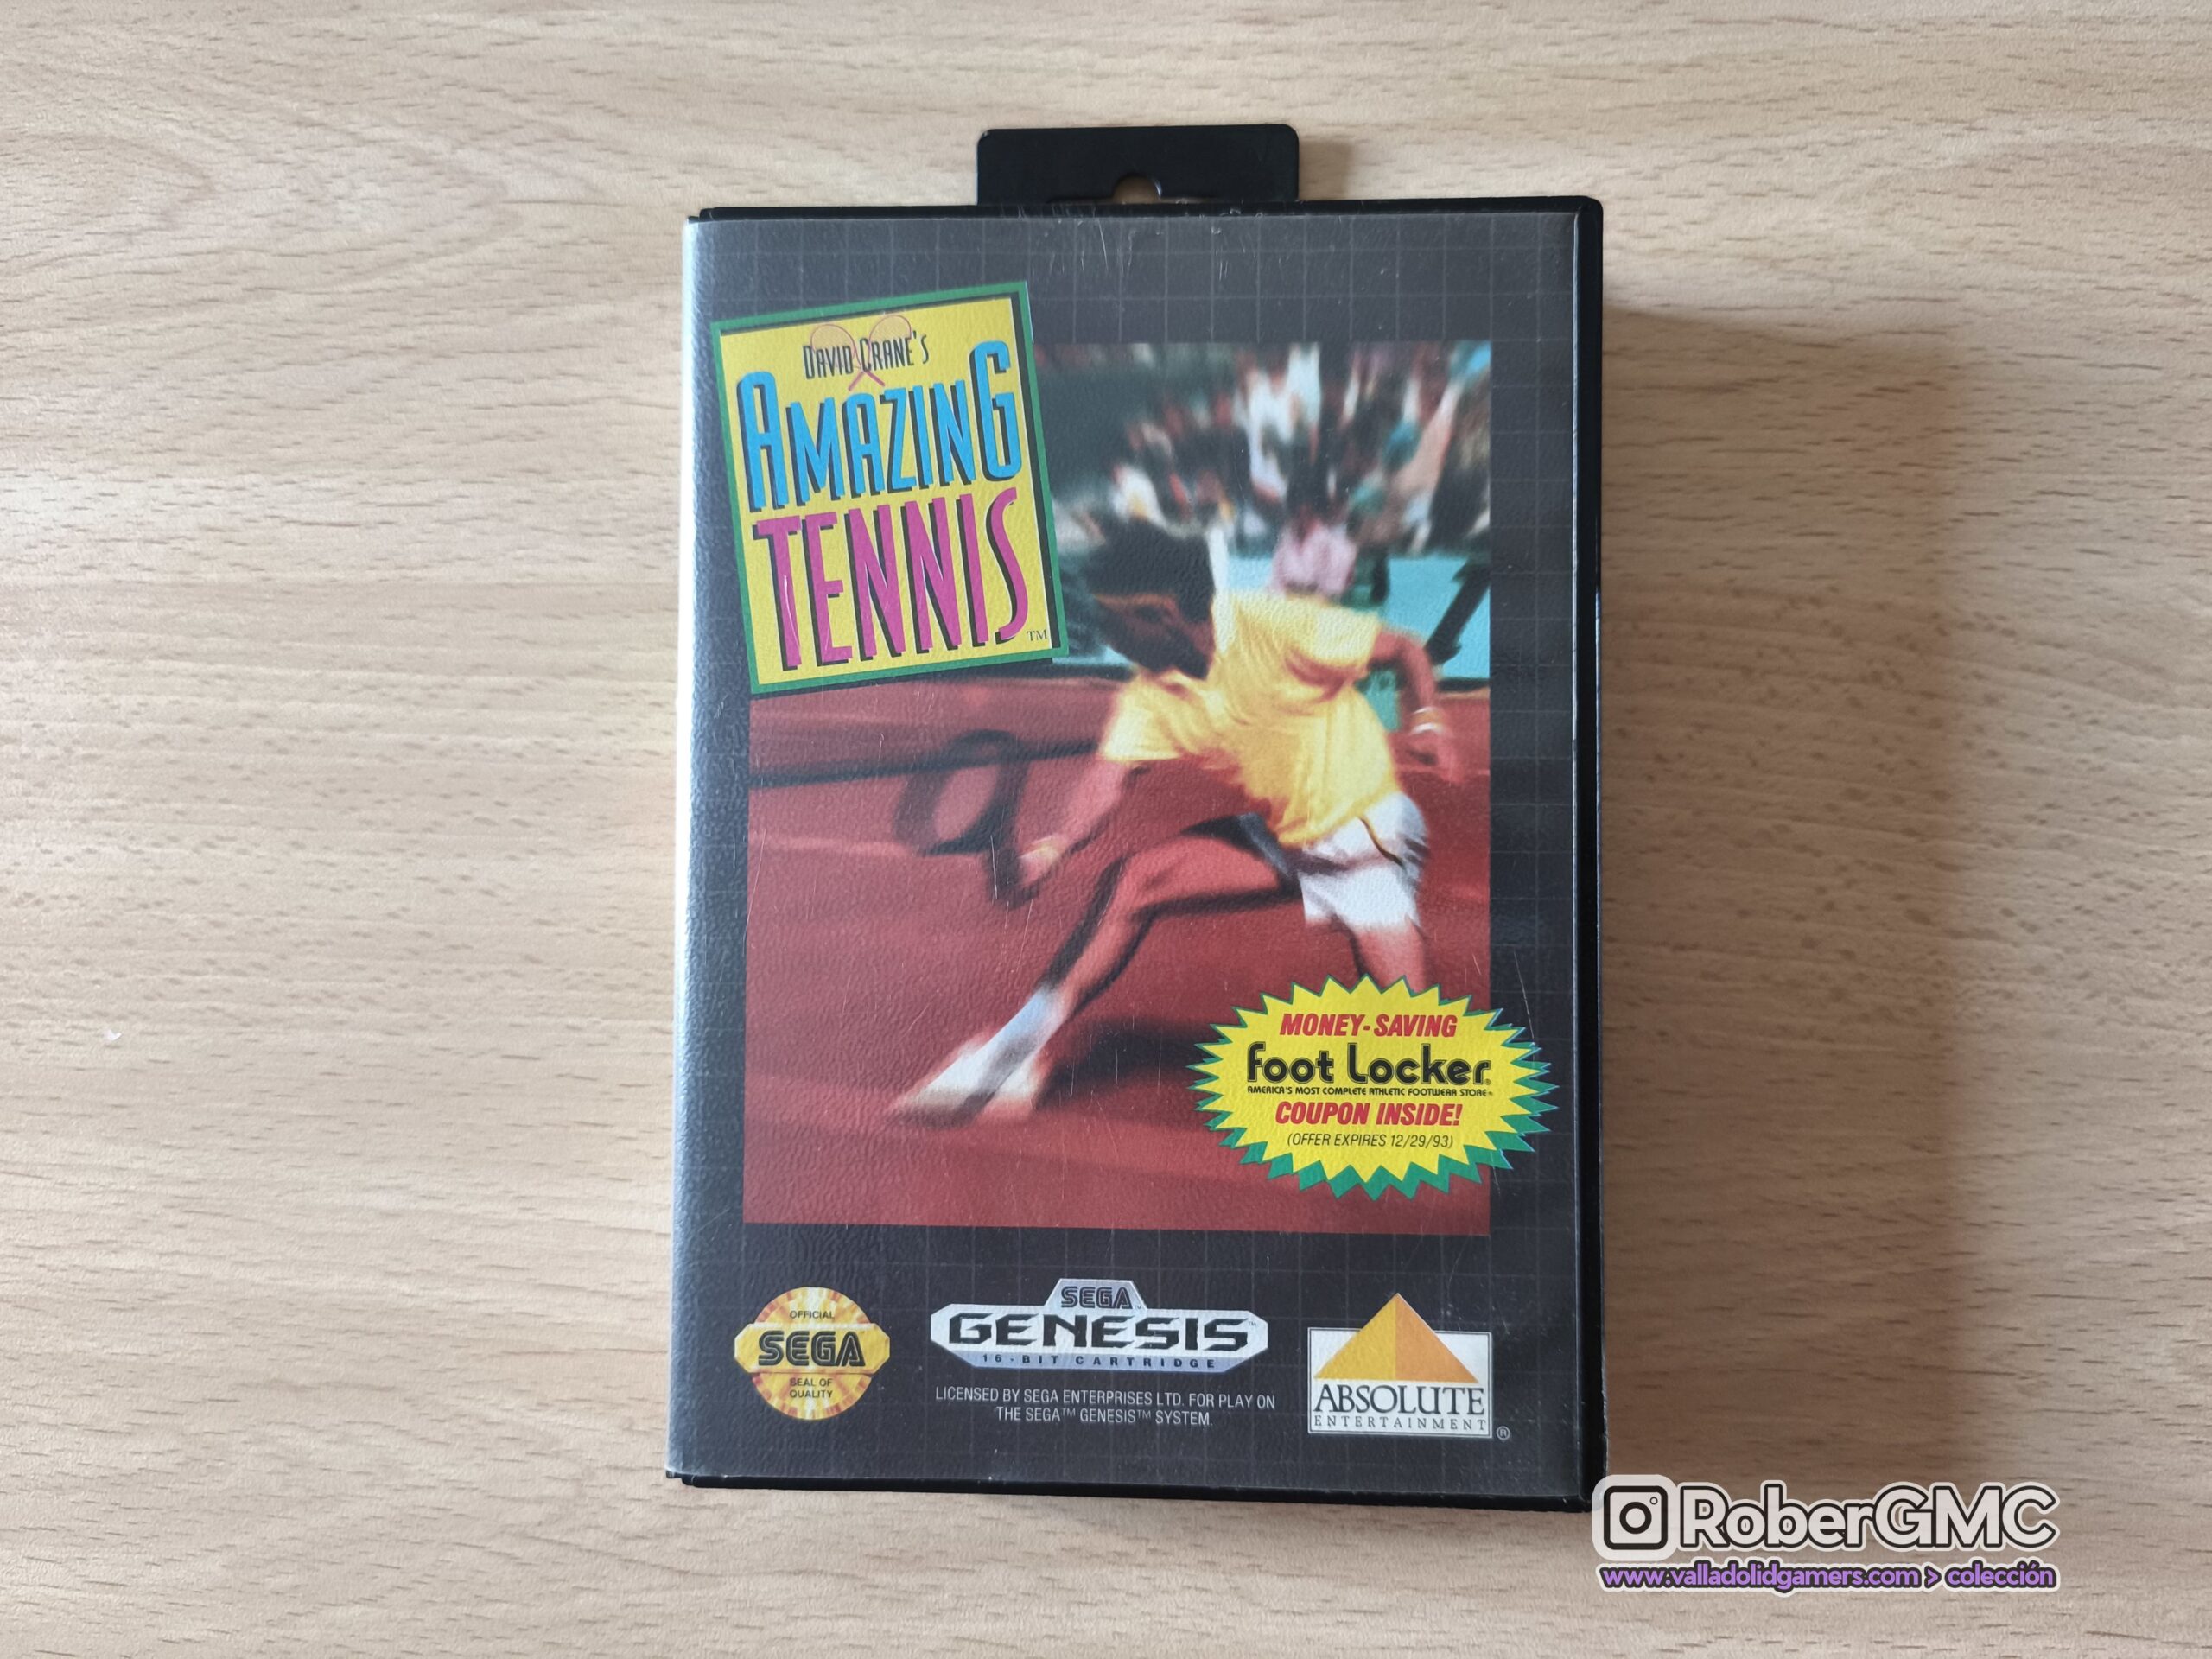 DAVID CRANE'S
AMAZING
TENNIS
TM
MONEY-SAVING
Foot Locker®
AMERICA'S MOST COMPLETE ATHLETIC FOOTWEAR STORE
COUPON INSIDE!
(OFFER EXPIRES 12/29/93)
OFFICIAL
SEGA
SEAL OF
QUALITY
SEGA™
GENESIS™
16-BIT CARTRIDGE
LICENSED BY SEGA ENTERPRISES LTD. FOR PLAY ON
THE SEGA™ GENESIS™ SYSTEM.
ABSOLUTE
ENTERTAINMENT®
RoberGMC
www.valladolidgamers.com > colección